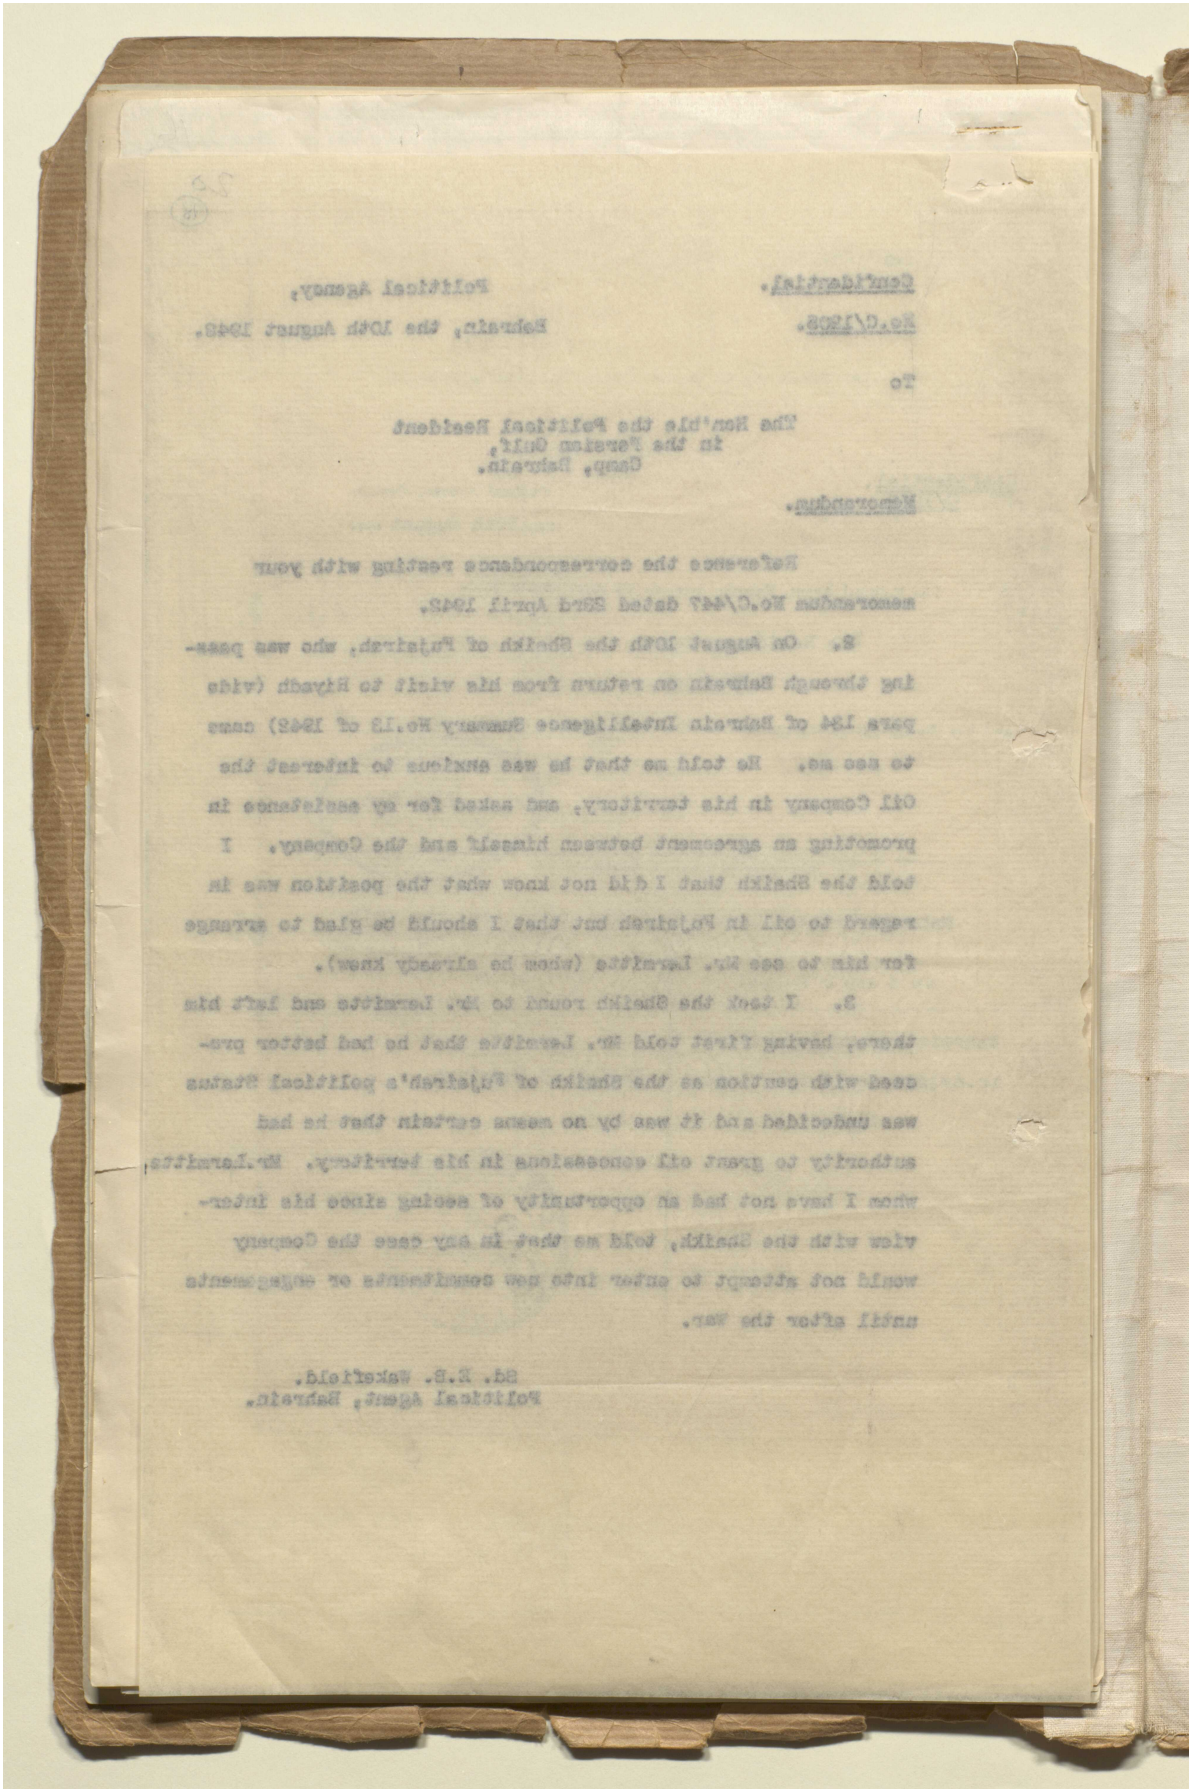 Confidential.
Political Agency,
No.C/1205.
Bahrain, the 10th August 1942.
To
The Hon'ble the Political Resident
in the Persian Gulf,
Camp, Bahrain.
Memorandum.
Reference the correspondence resting with your
memorandum No.C/447 dated 23rd April 1942.
2. On August 10th the Sheikh of Fujairah, who was pass-
ing through Bahrain on return from his visit to Riyadh (vide
para 134 of Bahrain Intelligence Summary No.13 of 1942) came
to see me. He told me that he was anxious to interest the
Oil Company in his territory, and asked for my assistance in
promoting an agreement between himself and the Company. I
told the Shaikh that I did not know what the position was in
regard to oil in Fujairah but that I should be glad to arrange
for him to see Mr. Lermitte (whom he already knew).
3. I took the Shaikh round to Mr. Lermitte and left him
there, having first told Mr. Lermitte that he had better pro-
ceed with caution as the Shaikh of Fujairah's political Status
was undecided and it was by no means certain that he had
authority to grant oil concessions in his territory. Mr.Lermitte,
whom I have not had an opportunity of seeing since his inter-
view with the Shaikh, told me that in any case the Company
would not attempt to enter into new commitments or engagements
until after the War.
Sd. E.B. Wakefield.
Political Agent, Bahrain.